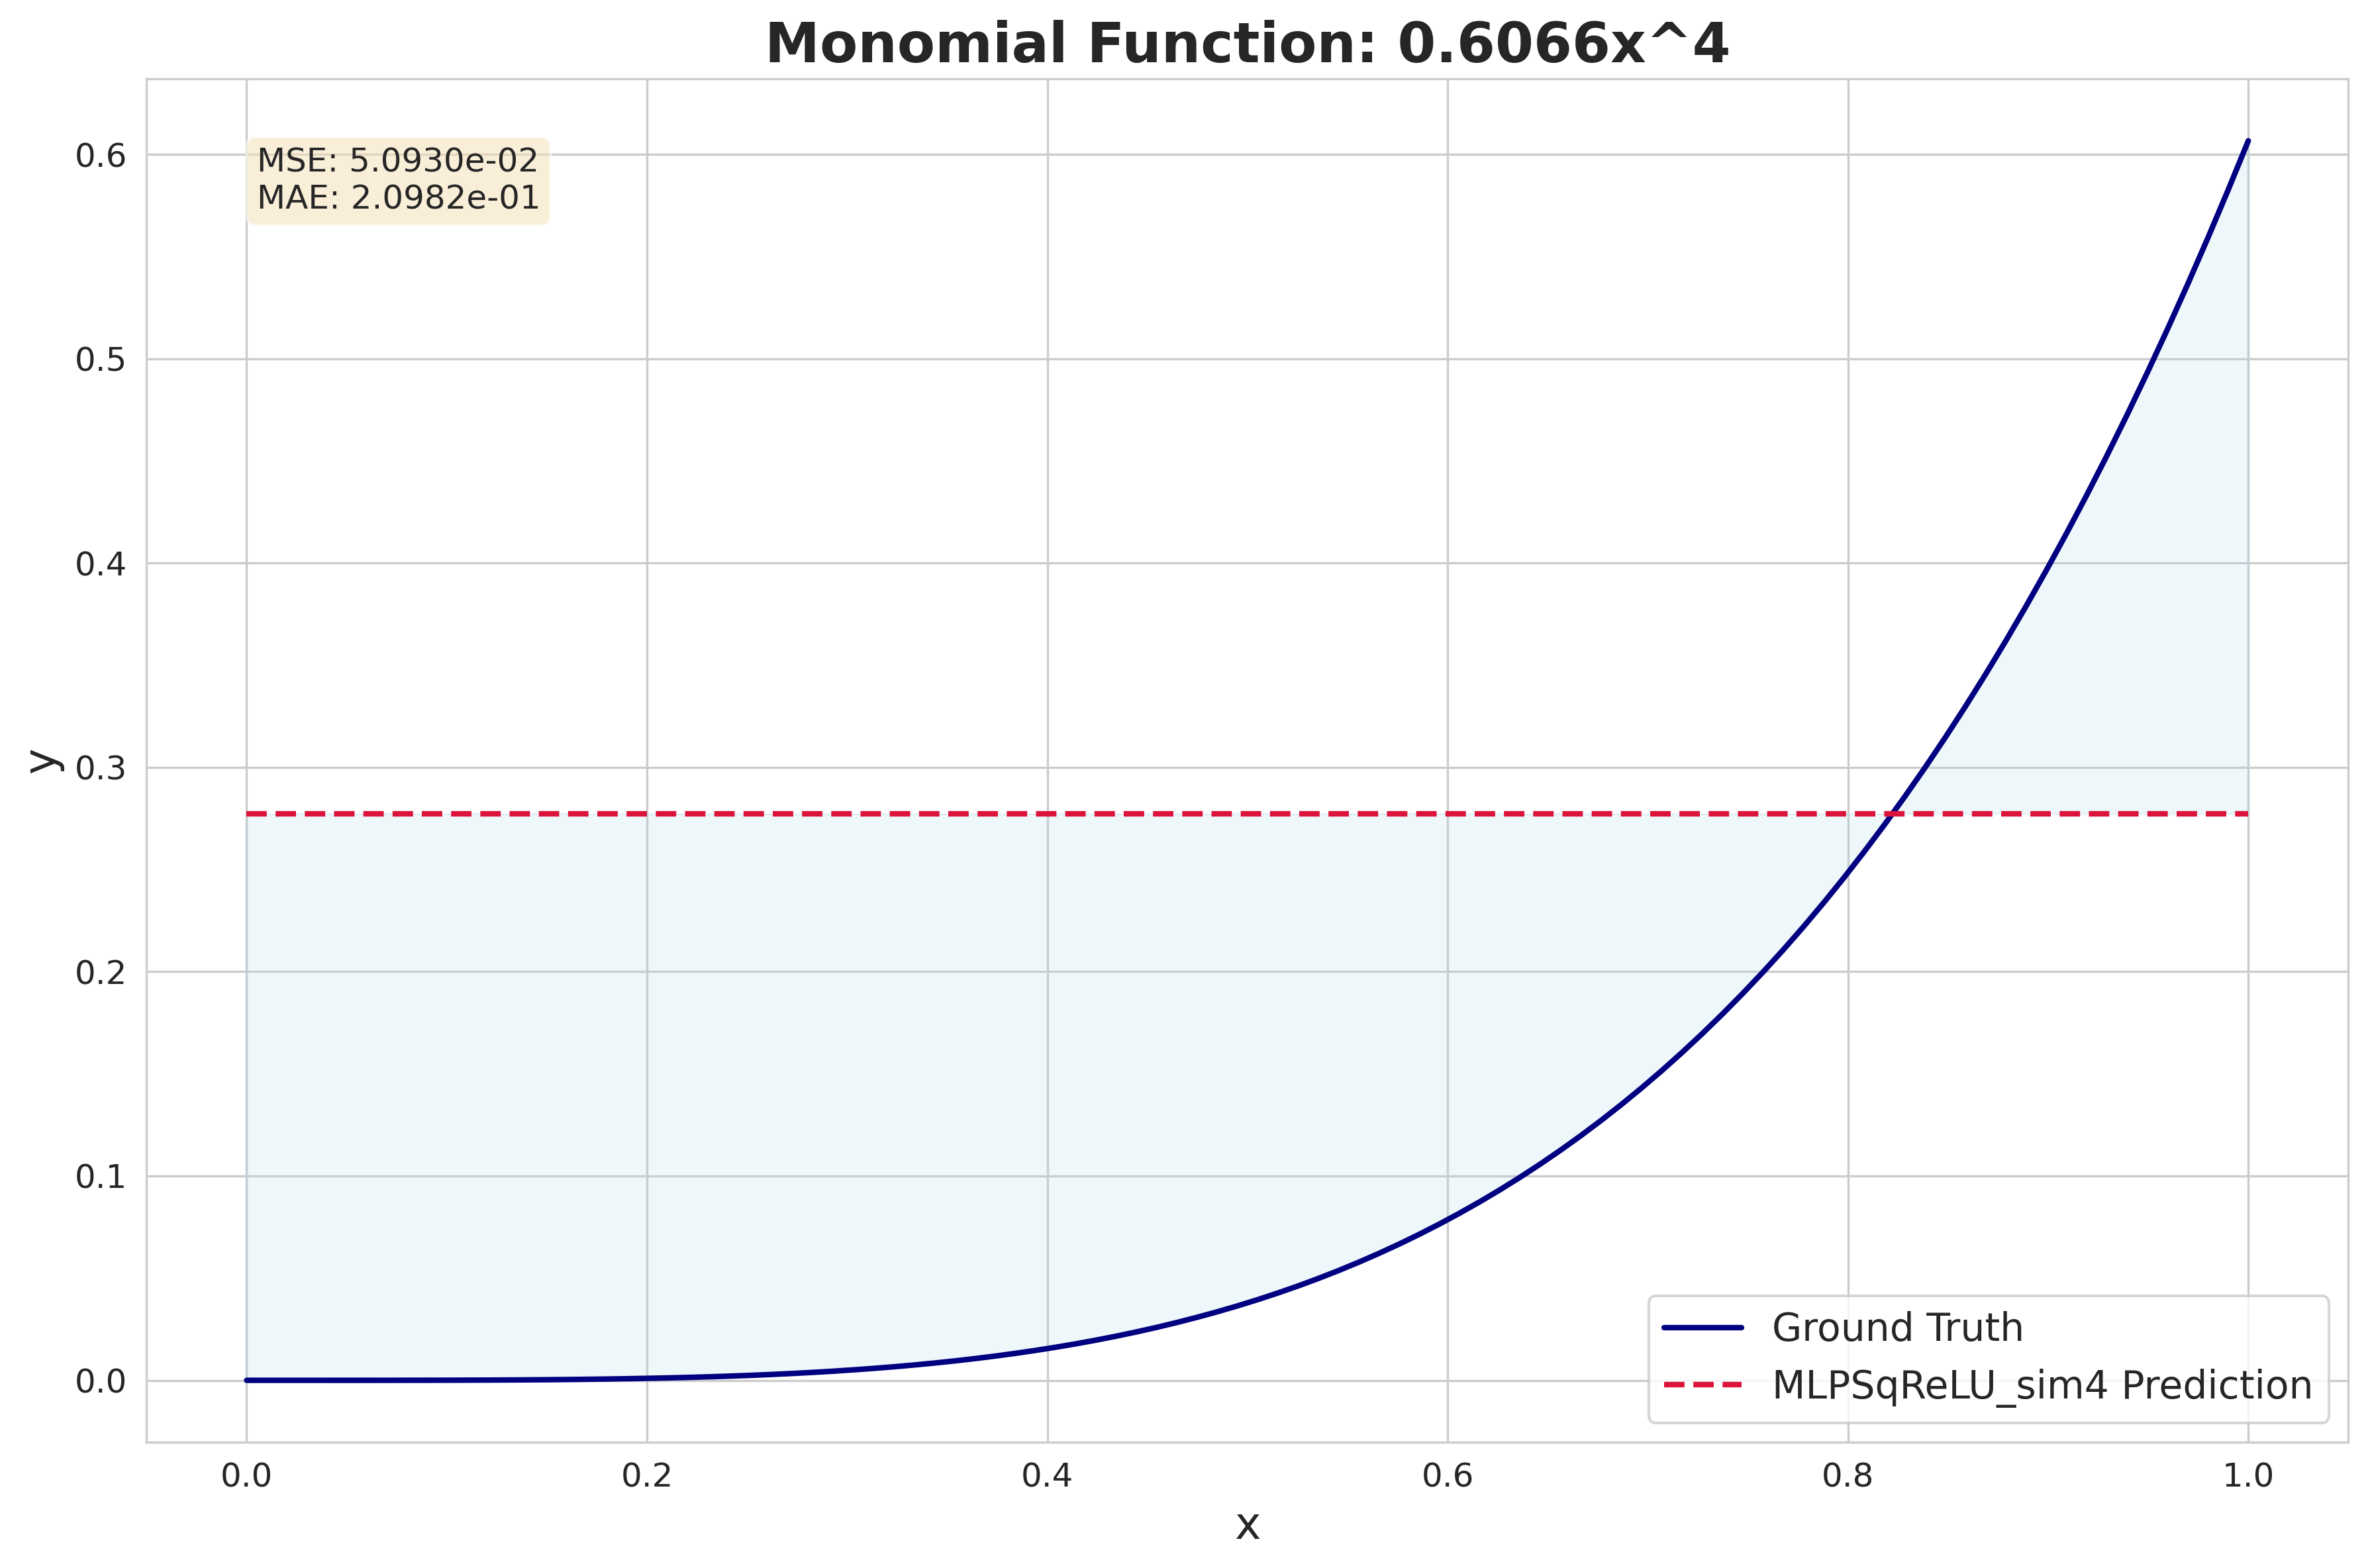 Monomial Function: 0.6066x^4
MSE: 5.0930e-02
MAE: 2.0982e-01
y
0.6
0.5
0.4
0.3
0.2
0.1
0.0
Ground Truth
MLPSqReLU_sim4 Prediction
0.0 0.2 0.4 0.6 0.8 1.0
x